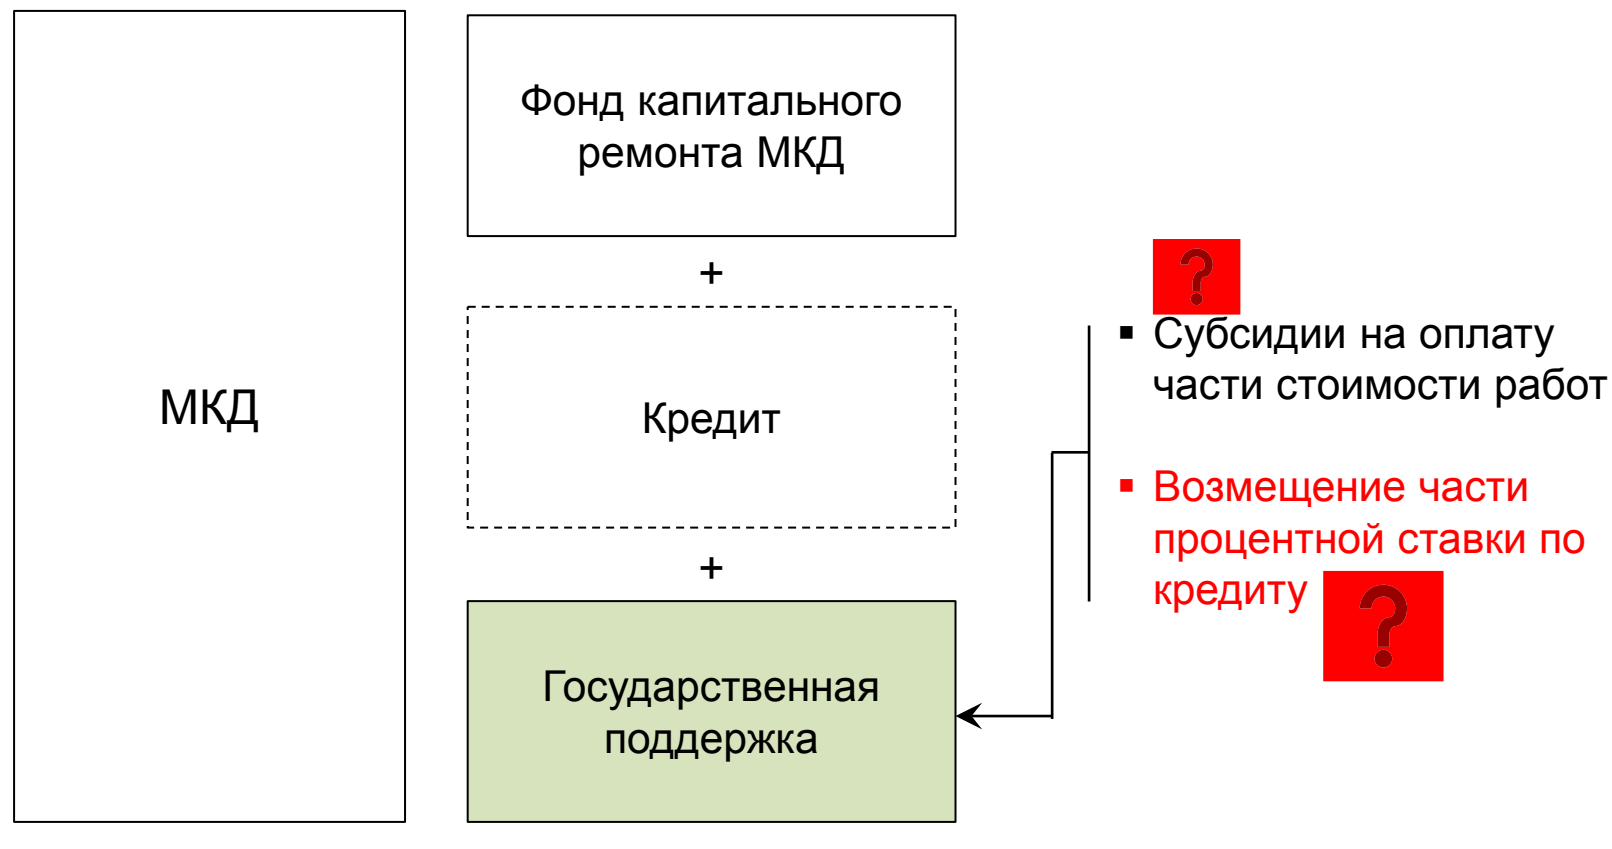 МКД
Фонд капитального
ремонта МКД
+
Кредит
+
Государственная
поддержка
?
▪ Субсидии на оплату
части стоимости работ
▪ Возмещение части
процентной ставки по
кредиту ?